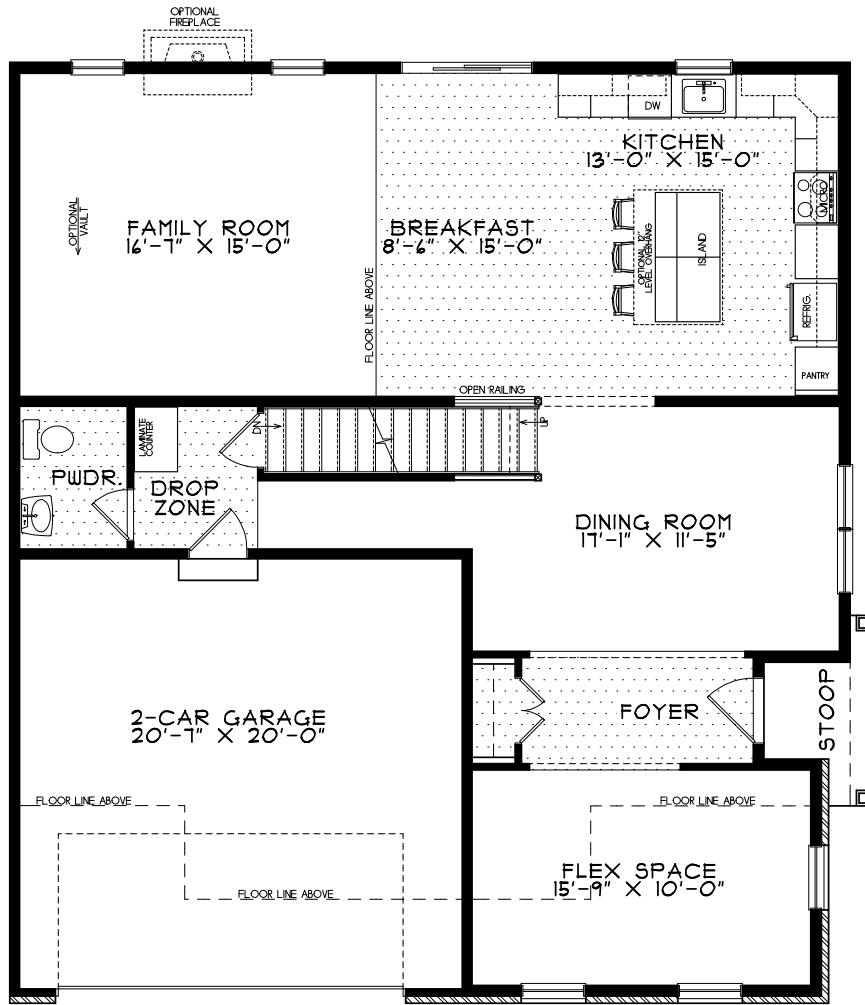 OPTIONAL
FIREPLACE
DW
KITCHEN
13'-0" X 15'-0"
MICRO
OPTIONAL
VAULT
FAMILY ROOM
16'-7" X 15'-0"
BREAKFAST
8'-6" X 15'-0"
OPTIONAL 12"
LEVEL OVERHANG
ISLAND
FLOOR LINE ABOVE
REFRIG.
PANTRY
OPEN RAILING
LAMINATE
COUNTER
DN
UP
PWDR.
DROP
ZONE
DINING ROOM
17'-1" X 11'-5"
2-CAR GARAGE
20'-7" X 20'-0"
FOYER
STOOP
FLOOR LINE ABOVE
FLOOR LINE ABOVE
FLOOR LINE ABOVE
FLEX SPACE
15'-9" X 10'-0"